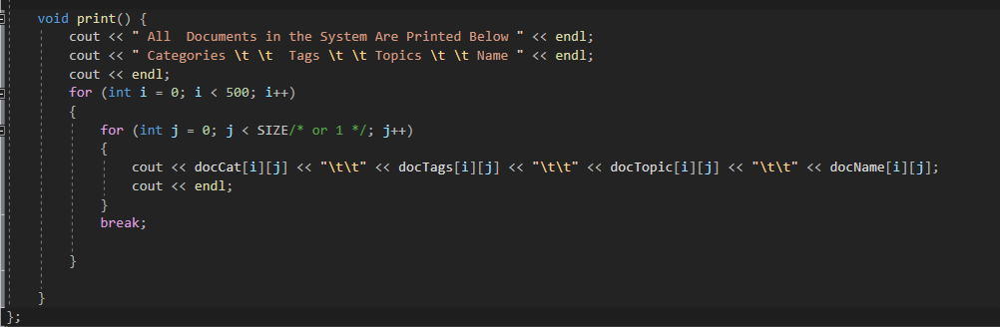 void print() {
cout << " All  Documents in the System Are Printed Below " << endl;
cout << " Categories \t \t  Tags \t \t Topics \t \t Name " << endl;
cout << endl;
for (int i = 0; i < 500; i++)
{
for (int j = 0; j < SIZE/* or 1 */; j++)
{
cout << docCat[i][j] << "\t\t" << docTags[i][j] << "\t\t" << docTopic[i][j] << "\t\t" << docName[i][j];
cout << endl;
}
break;
}
}
};